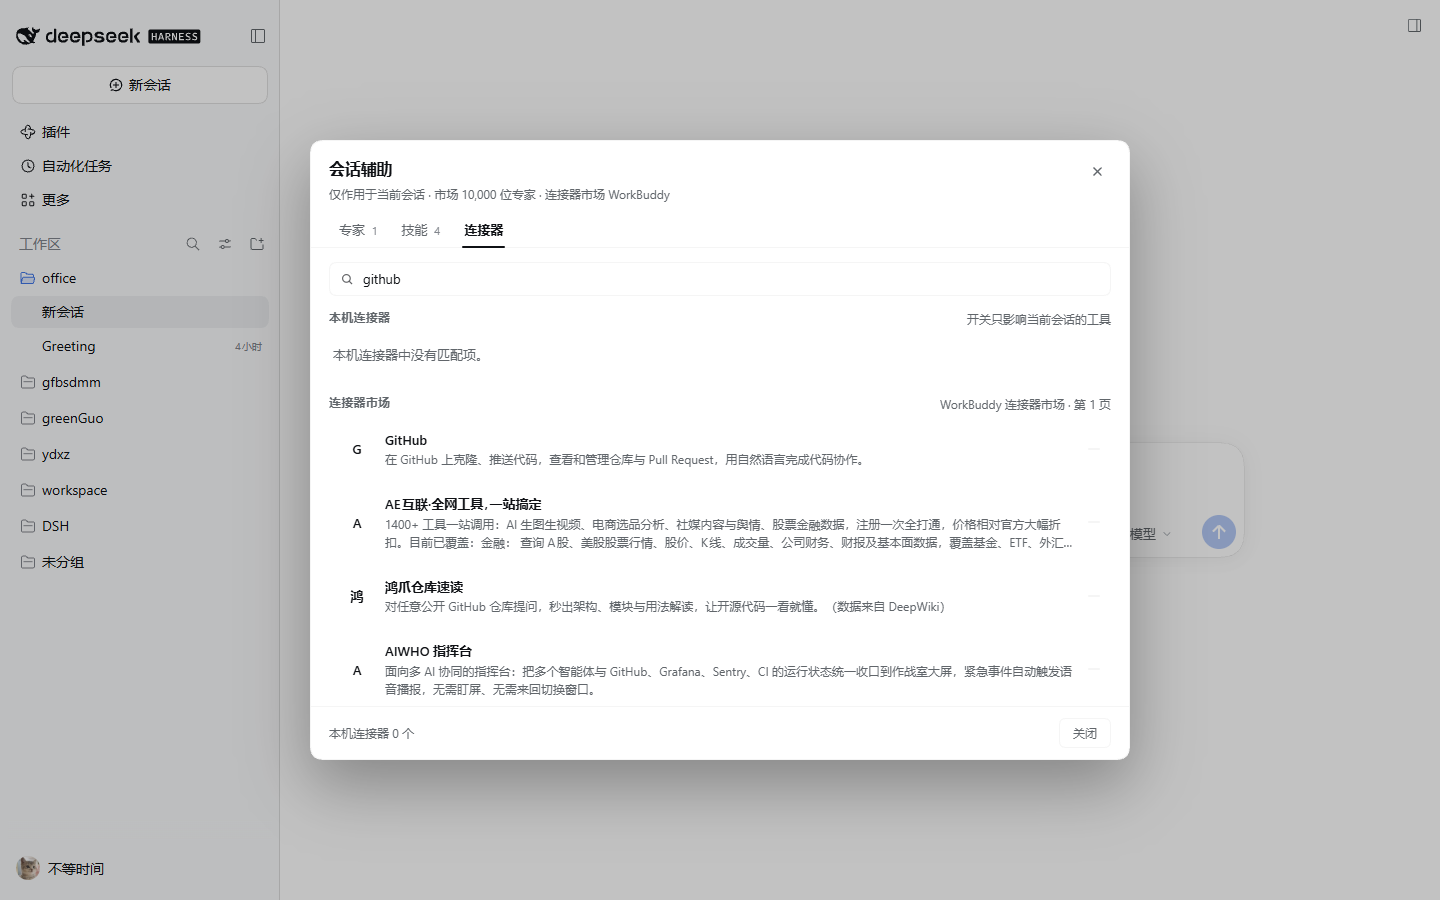 deepseek HARNESS
新会话
插件
自动化任务
更多
工作区
office
新会话
Greeting 4小时
gfbsdmm
greenGuo
ydxz
workspace
DSH
未分组
不等时间
会话辅助
仅作用于当前会话 · 市场 10,000 位专家 · 连接器市场 WorkBuddy
专家 1 技能 4 连接器
github
本机连接器 开关只影响当前会话的工具
本机连接器中没有匹配项。
连接器市场 WorkBuddy 连接器市场 · 第 1 页
G
GitHub
在 GitHub 上克隆、推送代码，查看和管理仓库与 Pull Request，用自然语言完成代码协作。
A
AE互联·全网工具，一站搞定
1400+ 工具一站调用：AI 生图生视频、电商选品分析、社媒内容与舆情、股票金融数据，注册一次全打通，价格相对官方大幅折
扣。目前已覆盖：金融： 查询 A股、美股股票行情、股价、K线、成交量、公司财务、财报及基本面数据，覆盖基金、ETF、外汇...
鸿
鸿爪仓库速读
对任意公开 GitHub 仓库提问，秒出架构、模块与用法解读，让开源代码一看就懂。（数据来自 DeepWiki）
A
AIWHO 指挥台
面向多 AI 协同的指挥台：把多个智能体与 GitHub、Grafana、Sentry、CI 的运行状态统一收口到作战室大屏，紧急事件自动触发语
音播报，无需盯屏、无需来回切换窗口。
本机连接器 0 个 关闭
模型